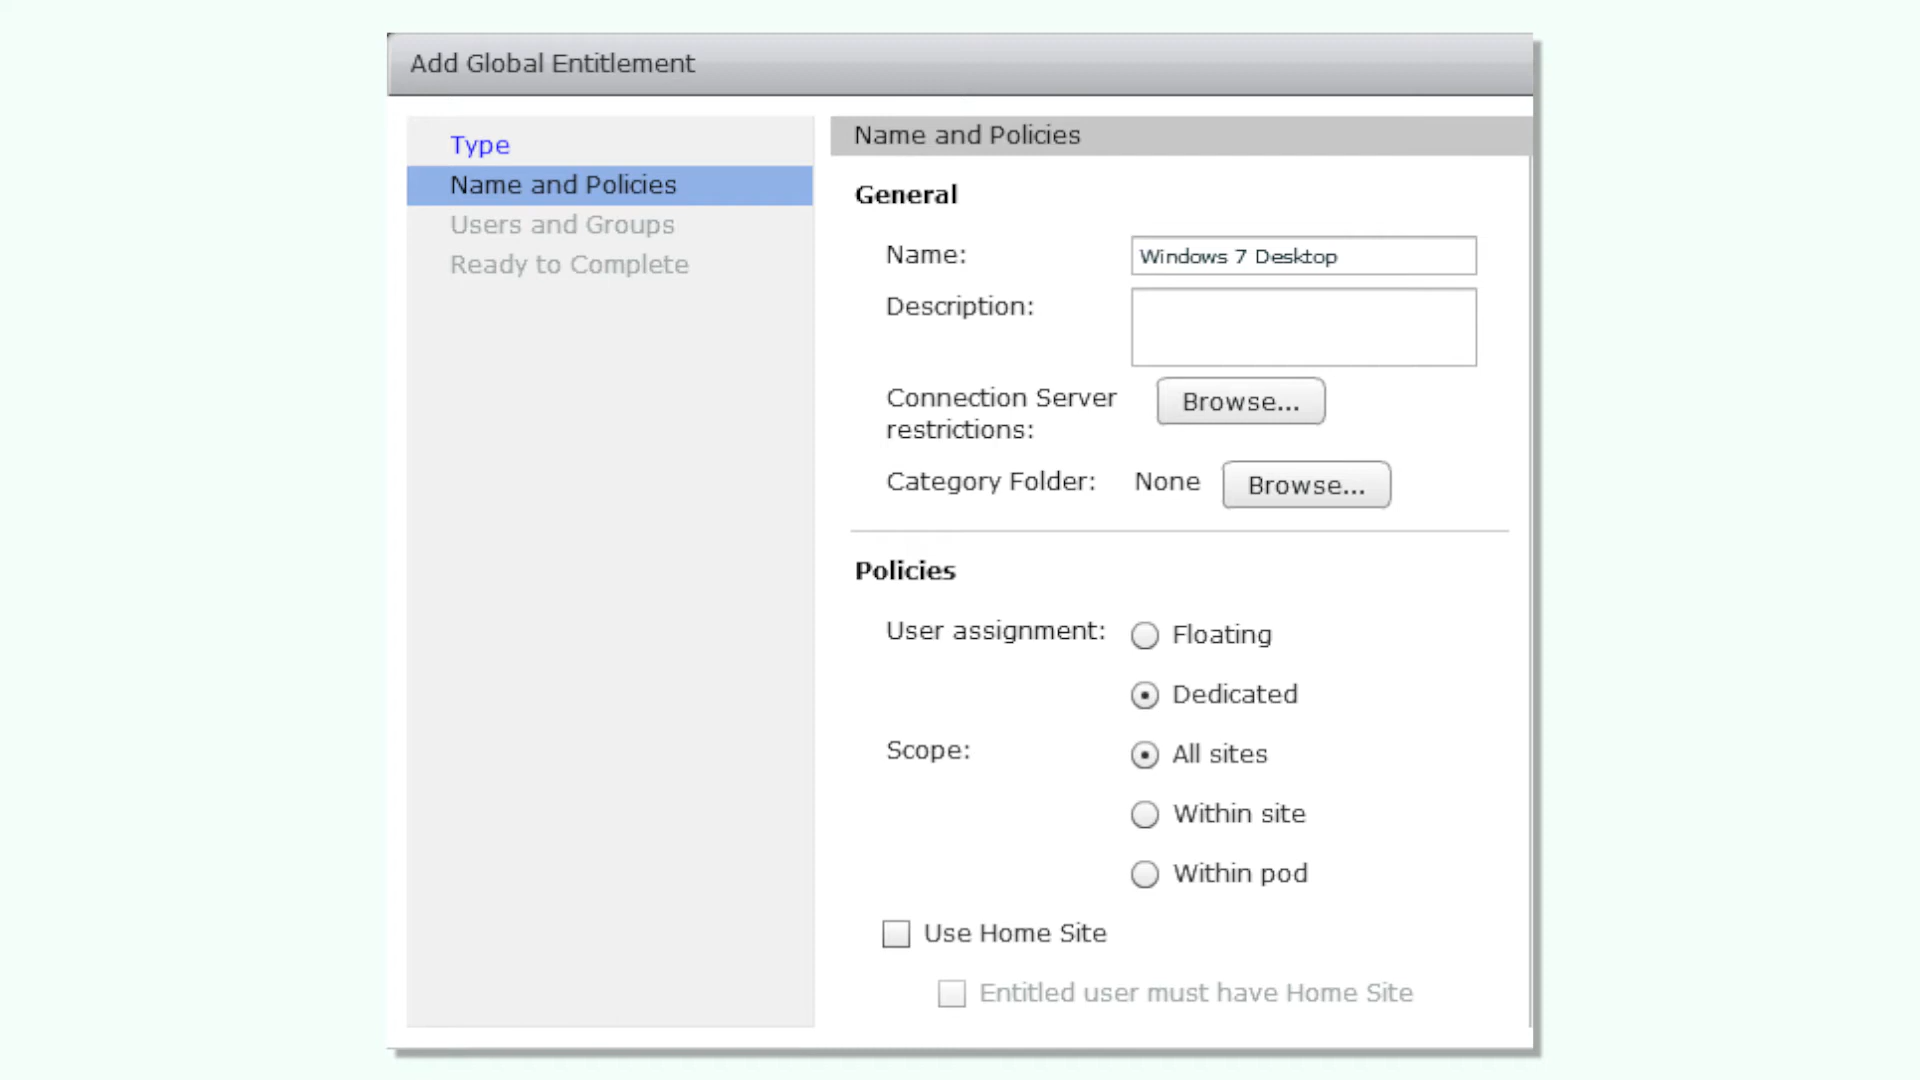 Add Global Entitlement
Type
Name and Policies
Users and Groups
Ready to Complete
Name and Policies
General
Name: Windows 7 Desktop
Description:
Connection Server
restrictions:
Browse...
Category Folder: None Browse...
Policies
User assignment: Floating
Dedicated
Scope: All sites
Within site
Within pod
Use Home Site
Entitled user must have Home Site